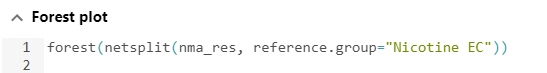 Forest plot
1 forest(netsplit(nma_res, reference.group="Nicotine EC"))
2